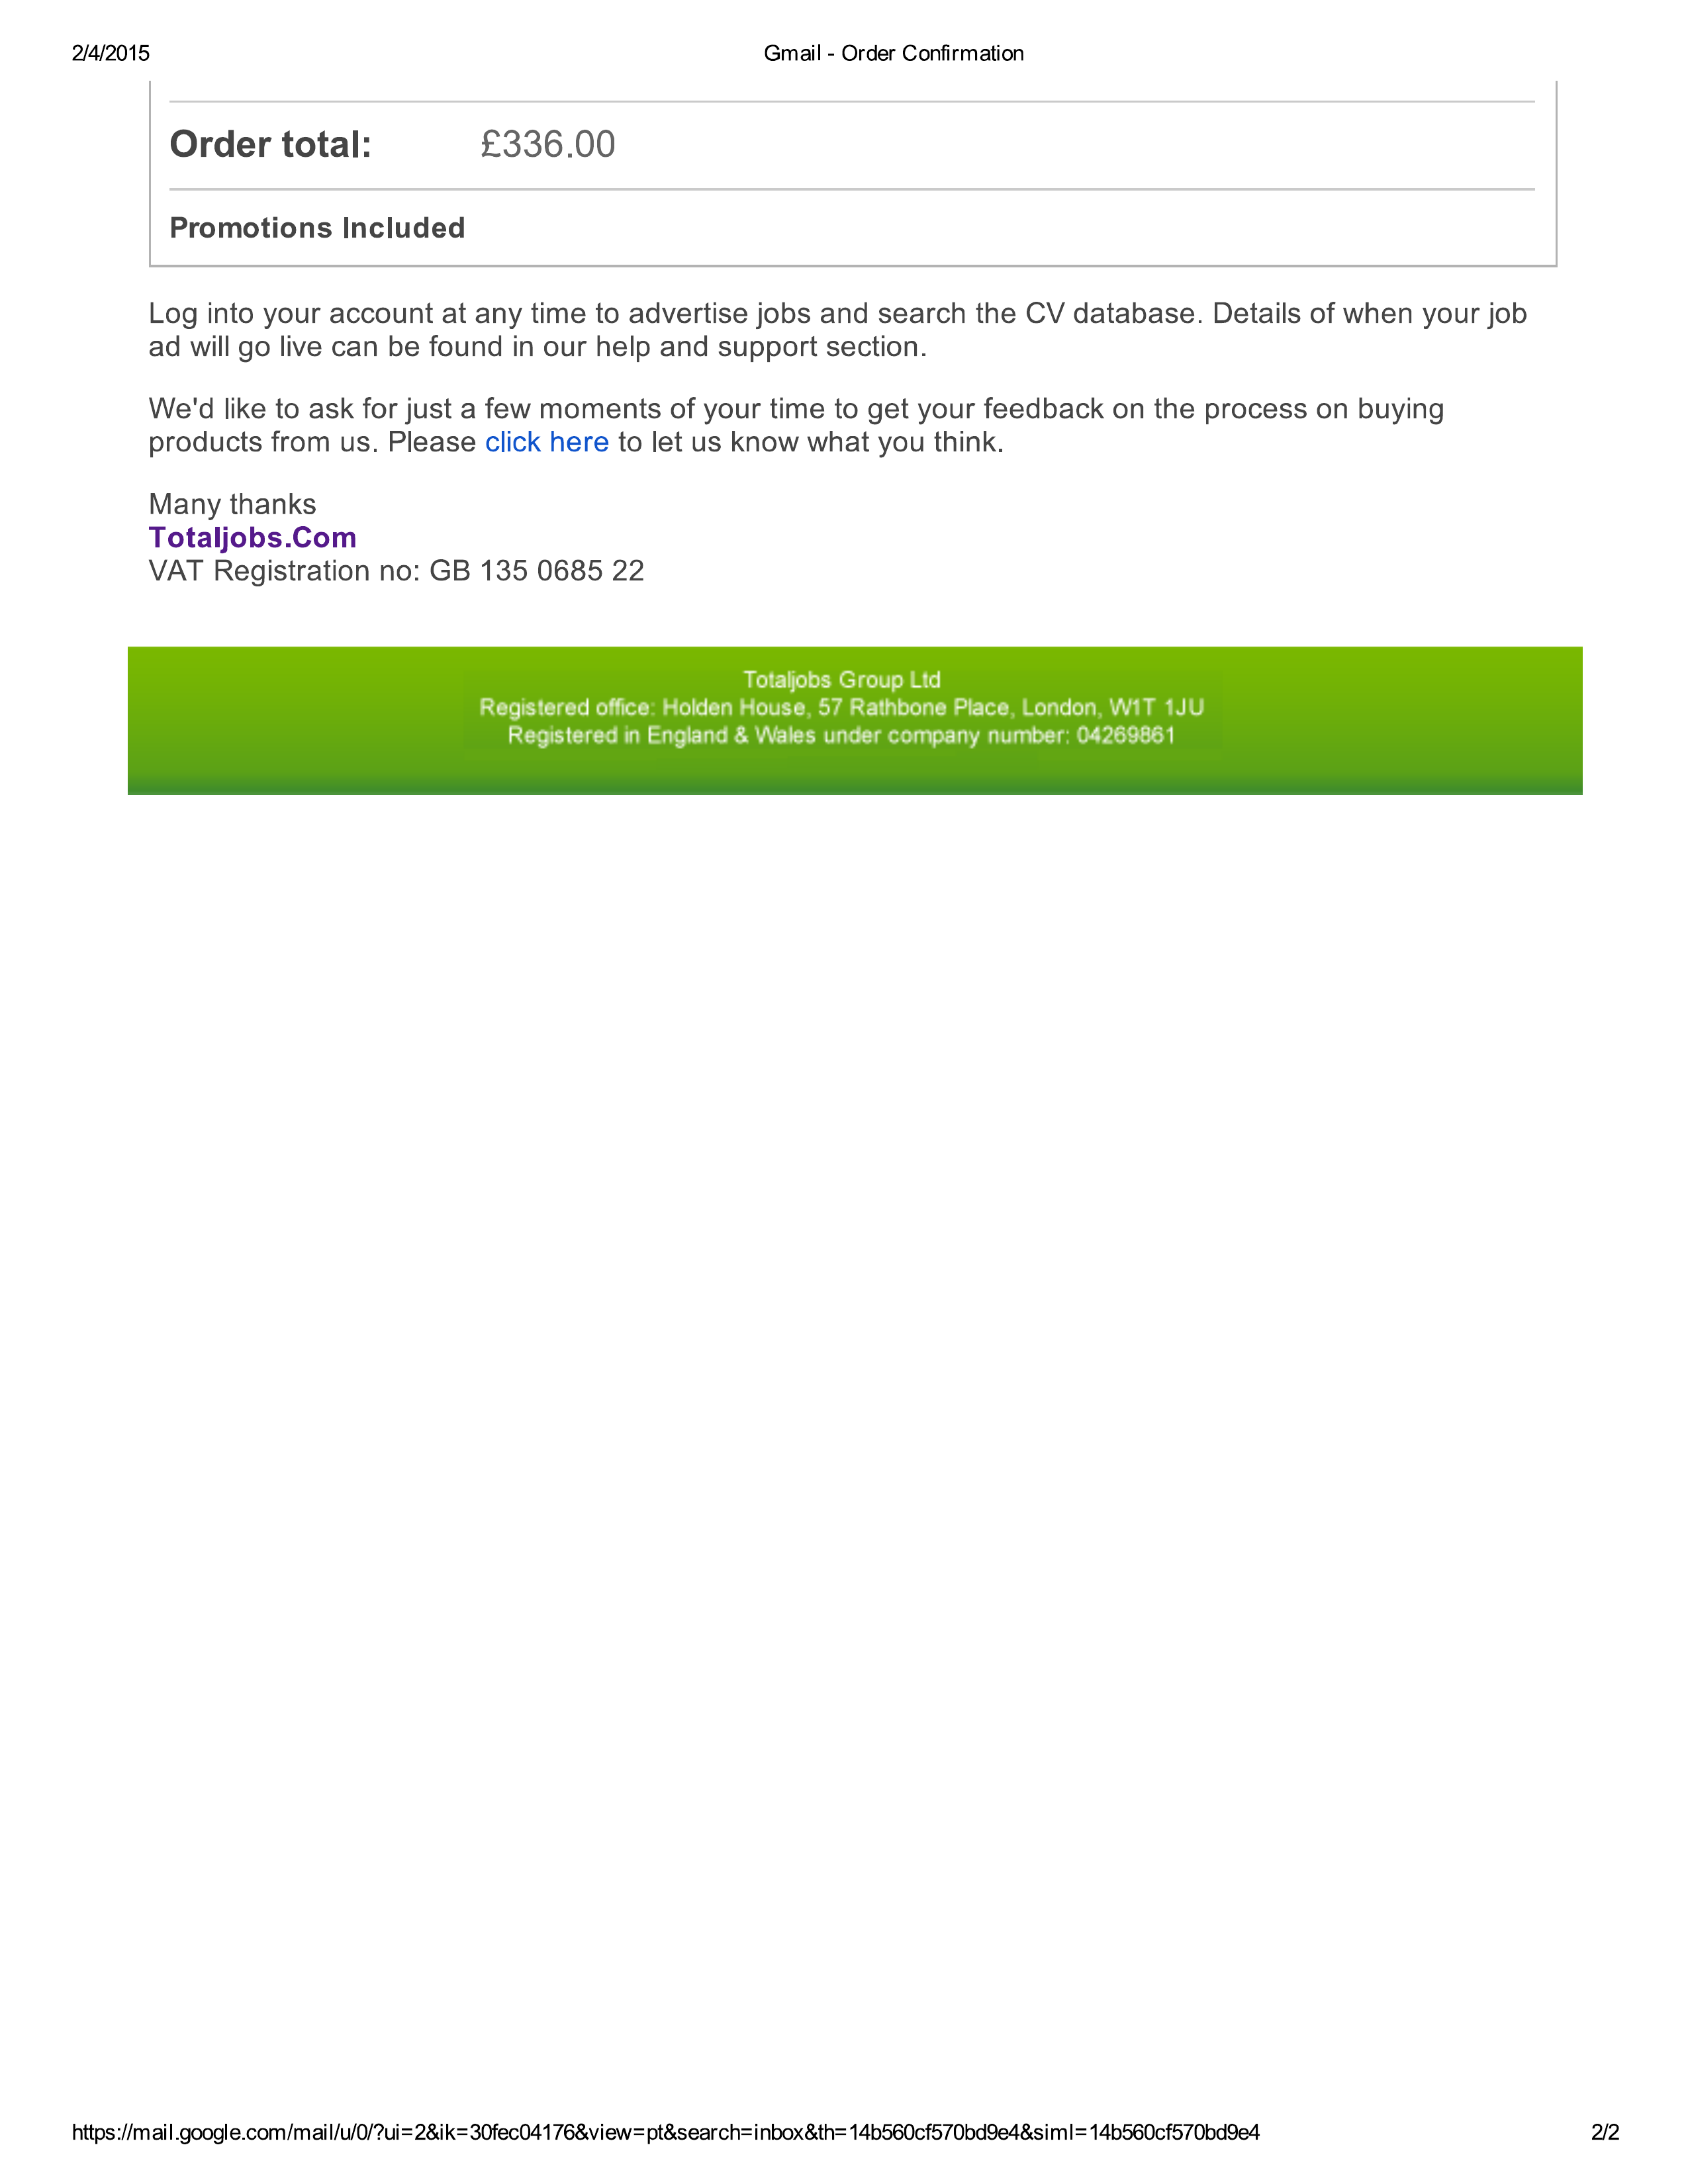 2/4/2015 Gmail - Order Confirmation
Order total: £336.00
Promotions Included
Log into your account at any time to advertise jobs and search the CV database. Details of when your job
ad will go live can be found in our help and support section.
We'd like to ask for just a few moments of your time to get your feedback on the process on buying
products from us. Please click here to let us know what you think.
Many thanks
Totaljobs.Com
VAT Registration no: GB 135 0685 22
Totaljobs Group Ltd
Registered office: Holden House, 57 Rathbone Place, London, W1T 1JU
Registered in England & Wales under company number: 04269861
https://mail.google.com/mail/u/0/?ui=2&ik=30fec04176&view=pt&search=inbox&th=14b560cf570bd9e4&siml=14b560cf570bd9e4 2/2